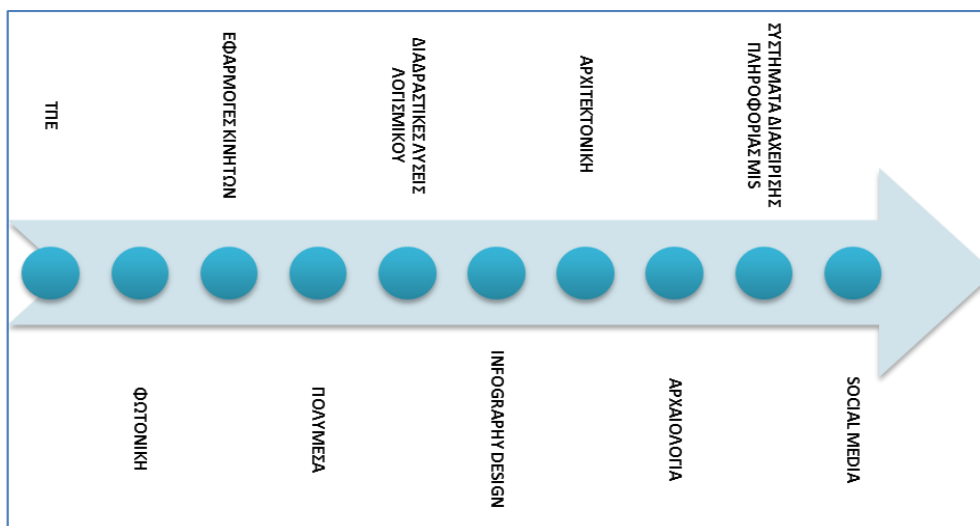 ΤΠΕ
ΦΩΤΟΝΙΚΗ
ΕΦΑΡΜΟΓΕΣ ΚΙΝΗΤΩΝ
ΠΟΛΥΜΕΣΑ
ΔΙΑΔΡΑΣΤΙΚΕΣ ΛΥΣΕΙΣ
ΛΟΓΙΣΜΙΚΟΥ
INFOGRAPHY DESIGN
ΑΡΧΙΤΕΚΤΟΝΙΚΗ
ΑΡΧΑΙΟΛΟΓΙΑ
ΣΥΣΤΗΜΑΤΑ ΔΙΑΧΕΙΡΙΣΗΣ
ΠΛΗΡΟΦΟΡΙΑΣ MIS
SOCIAL MEDIA